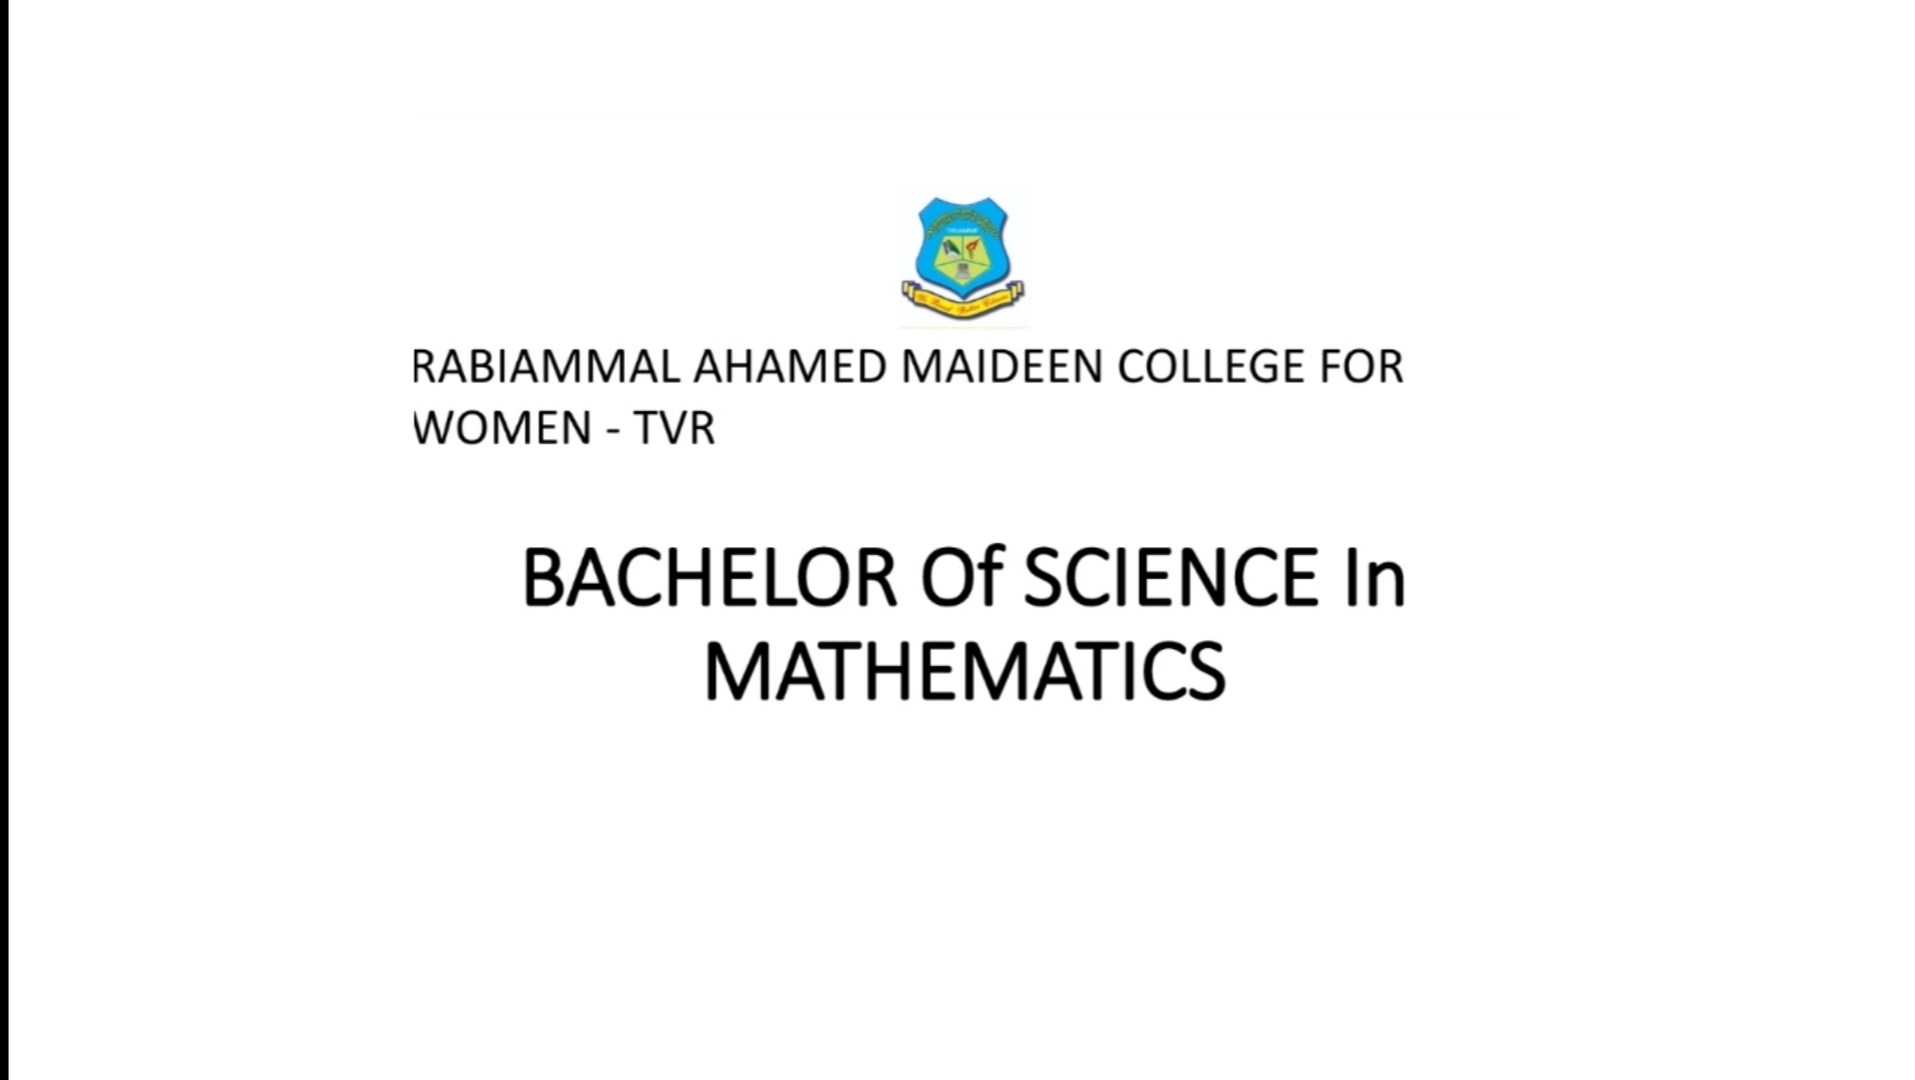 RABIAMMAL AHAMED MAIDEEN COLLEGE FOR
WOMEN - TVR
BACHELOR Of SCIENCE In
MATHEMATICS